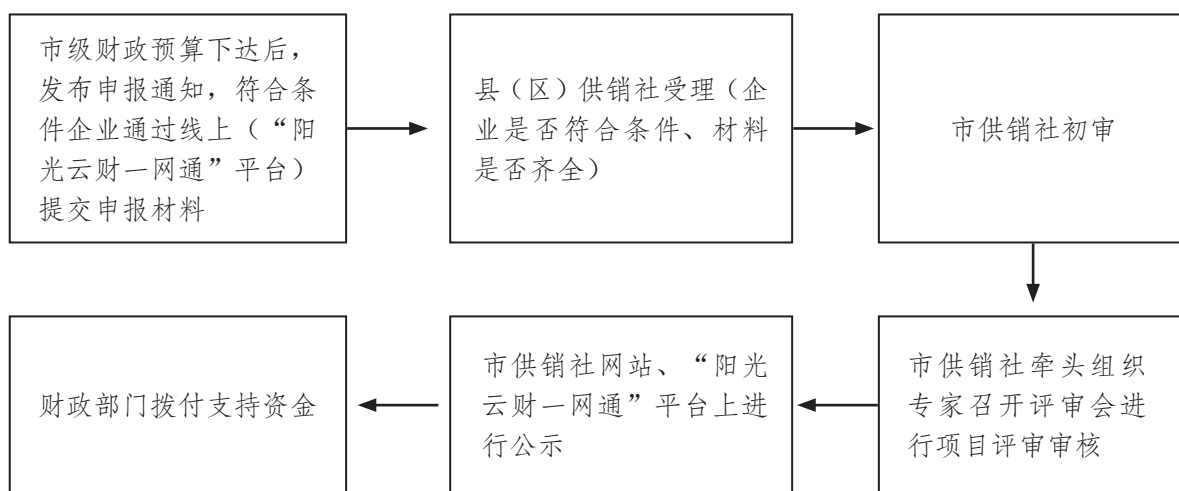 市级财政预算下达后，
发布申报通知，符合条
件企业通过线上（“阳
光云财一网通”平台）
提交申报材料
县（区）供销社受理（企
业是否符合条件、材料
是否齐全）
市供销社初审
市供销社牵头组织
专家召开评审会进
行项目评审审核
市供销社网站、“阳光
云财一网通”平台上进
行公示
财政部门拨付支持资金